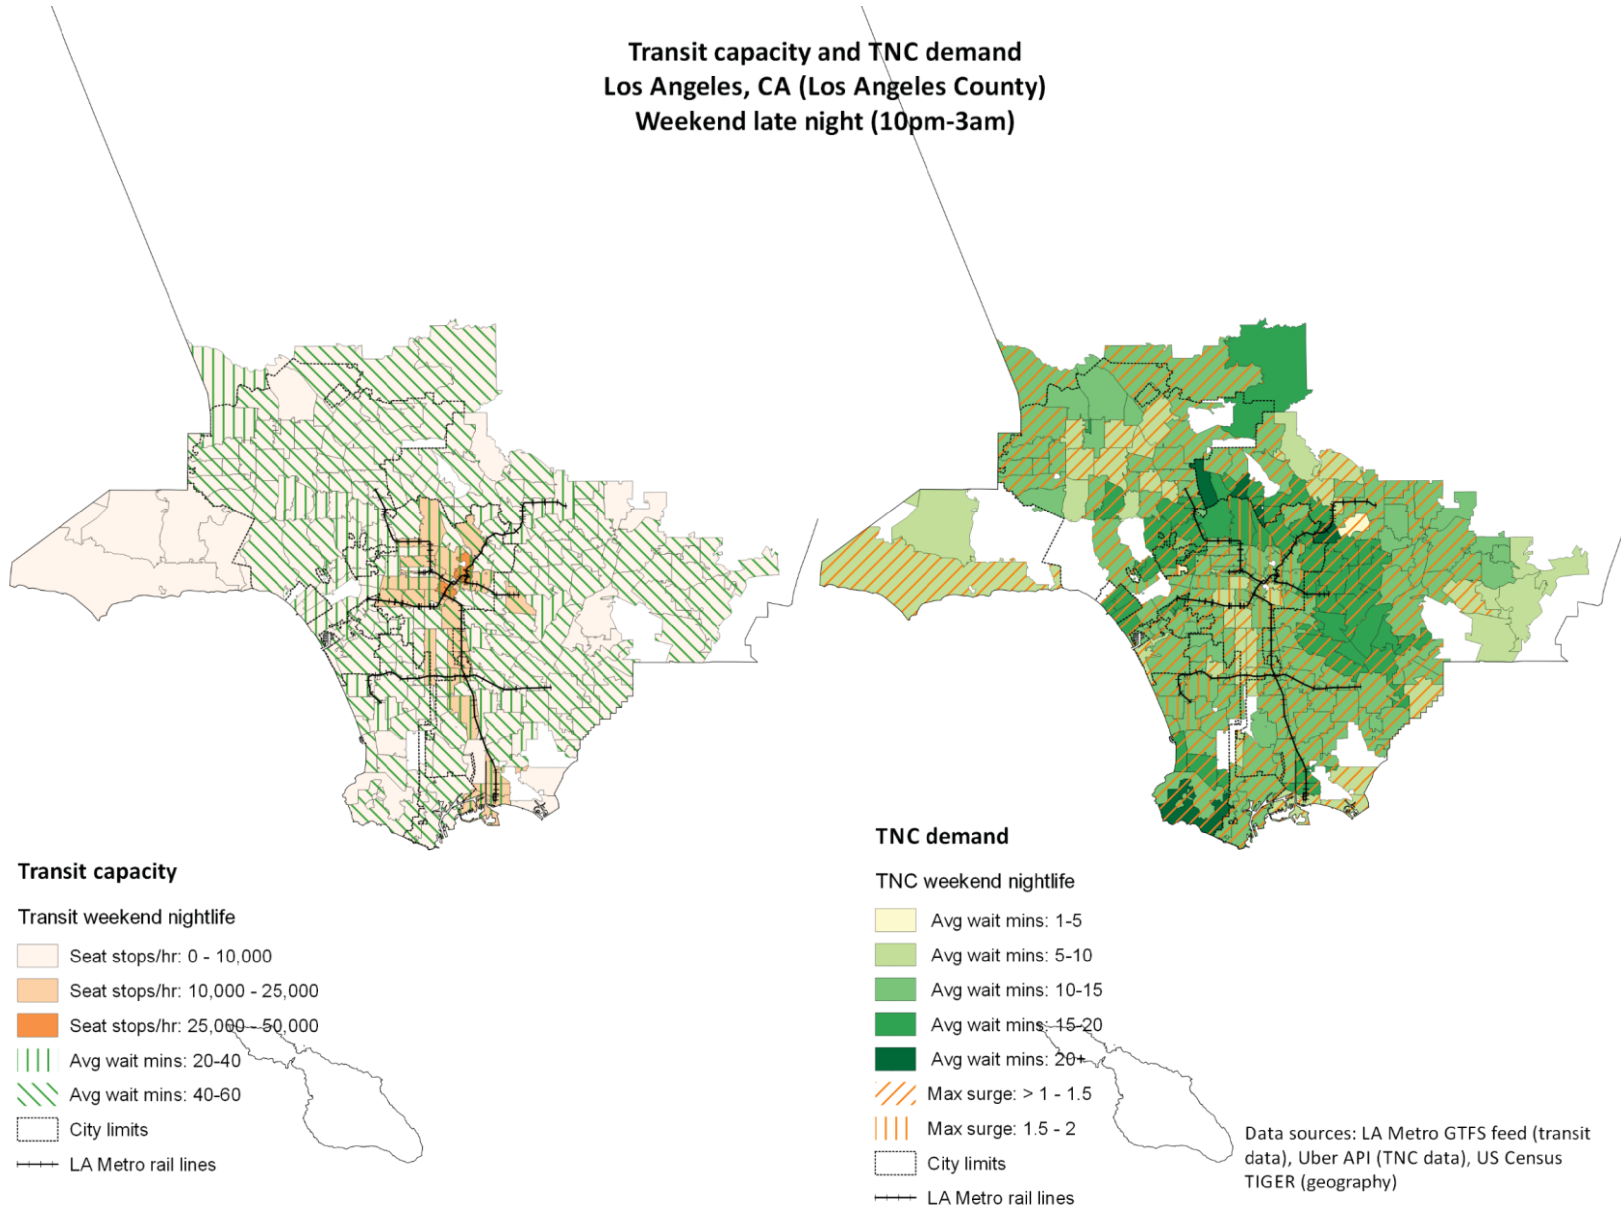 Transit capacity and TNC demand
Los Angeles, CA (Los Angeles County)
Weekend late night (10pm-3am)
Transit capacity
Transit weekend nightlife
Seat stops/hr: 0 - 10,000
Seat stops/hr: 10,000 - 25,000
Seat stops/hr: 25,000 - 50,000
Avg wait mins: 20-40
Avg wait mins: 40-60
City limits
LA Metro rail lines
TNC demand
TNC weekend nightlife
Avg wait mins: 1-5
Avg wait mins: 5-10
Avg wait mins: 10-15
Avg wait mins: 15-20
Avg wait mins: 20+
Max surge: > 1 - 1.5
Max surge: 1.5 - 2
City limits
LA Metro rail lines
Data sources: LA Metro GTFS feed (transit
data), Uber API (TNC data), US Census
TIGER (geography)